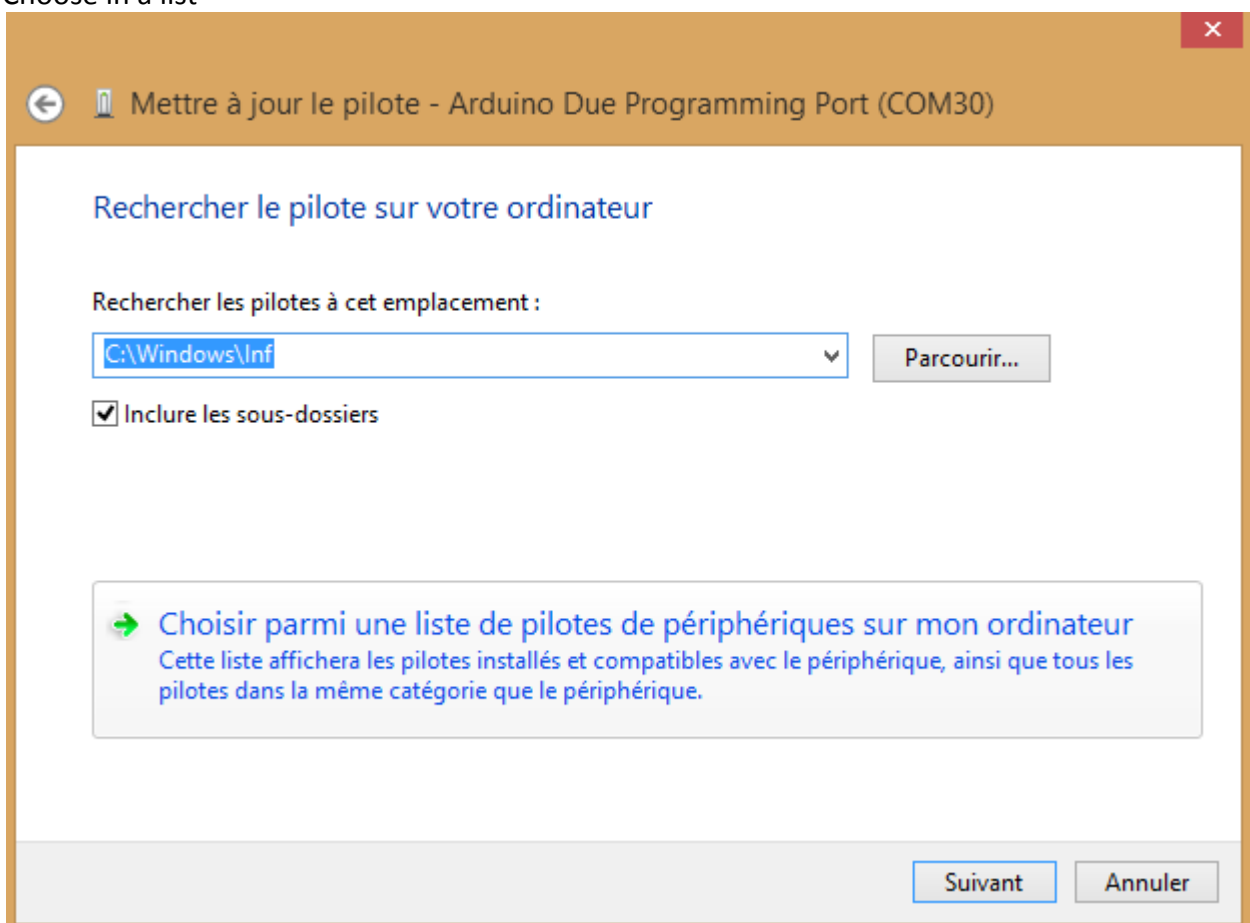 Choose in a list
Mettre à jour le pilote - Arduino Due Programming Port (COM30)
Rechercher le pilote sur votre ordinateur
Rechercher les pilotes à cet emplacement :
C:\Windows\Inf
Parcourir...
Inclure les sous-dossiers
Choisir parmi une liste de pilotes de périphériques sur mon ordinateur
Cette liste affichera les pilotes installés et compatibles avec le périphérique, ainsi que tous les
pilotes dans la même catégorie que le périphérique.
Suivant
Annuler